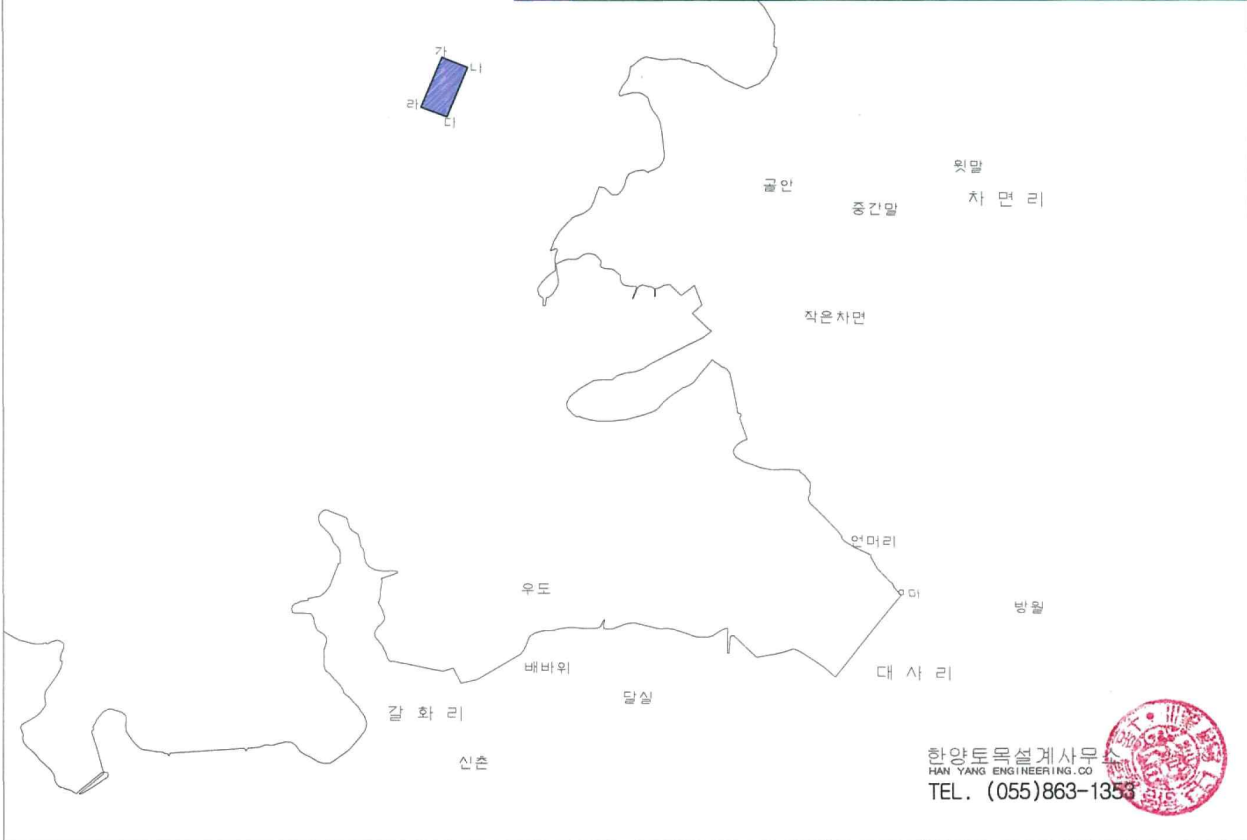 가
나
라
다
윗말
골안
차 면 리
중간말
작은차면
언머리
우도
마
방월
배바위
대 사 리
달실
갈 화 리
신촌
한양토목설계사무소
HAN YANG ENGINEERING.CO
TEL. (055)863-1353